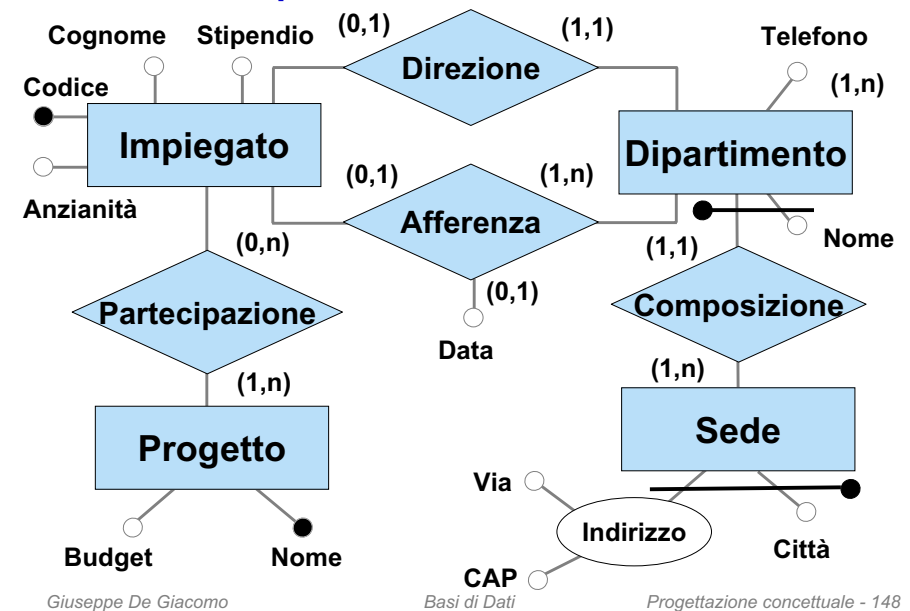 Cognome Stipendio (0,1) (1,1) Telefono
Codice Direzione (1,n)
Impiegato Dipartimento
(0,1) (1,n)
Anzianità Afferenza
(0,n) (1,1) Nome
(0,1)
Partecipazione Composizione
Data
(1,n) (1,n)
Progetto Sede
Via
Indirizzo
Budget Nome Città
CAP
Giuseppe De Giacomo Basi di Dati Progettazione concettuale - 148